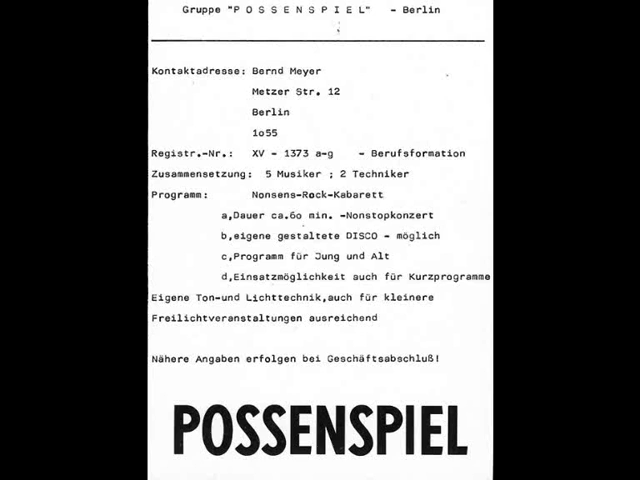 Gruppe "P O S S E N S P I E L" - Berlin
Kontaktadresse: Bernd Meyer
Metzer Str. 12
Berlin
1o55
Registr.-Nr.: XV - 1373 a-g - Berufsformation
Zusammensetzung: 5 Musiker ; 2 Techniker
Programm: Nonsens-Rock-Kabarett
a,Dauer ca.6o min. -Nonstopkonzert
b,eigene gestaltete DISCO - möglich
c,Programm für Jung und Alt
d,Einsatzmöglichkeit auch für Kurzprogramme
Eigene Ton-und Lichttechnik,auch für kleinere
Freilichtveranstaltungen ausreichend
Nähere Angaben erfolgen bei Geschäftsabschluß!
POSSENSPIEL